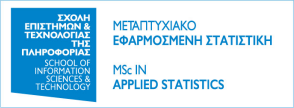 ΣΧΟΛΗ
ΕΠΙΣΤΗΜΩΝ &
ΤΕΧΝΟΛΟΓΙΑΣ
ΤΗΣ
ΠΛΗΡΟΦΟΡΙΑΣ
SCHOOL OF
INFORMATION
SCIENCES &
TECHNOLOGY
ΜΕΤΑΠΤΥΧΙΑΚΟ
ΕΦΑΡΜΟΣΜΕΝΗ ΣΤΑΤΙΣΤΙΚΗ
MSc IN
APPLIED STATISTICS